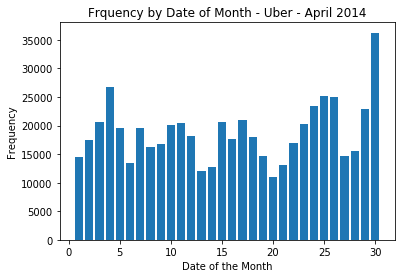 Frquency by Date of Month - Uber - April 2014
35000
30000
25000
20000
15000
10000
5000
0
Frequency
0 5 10 15 20 25 30
Date of the Month